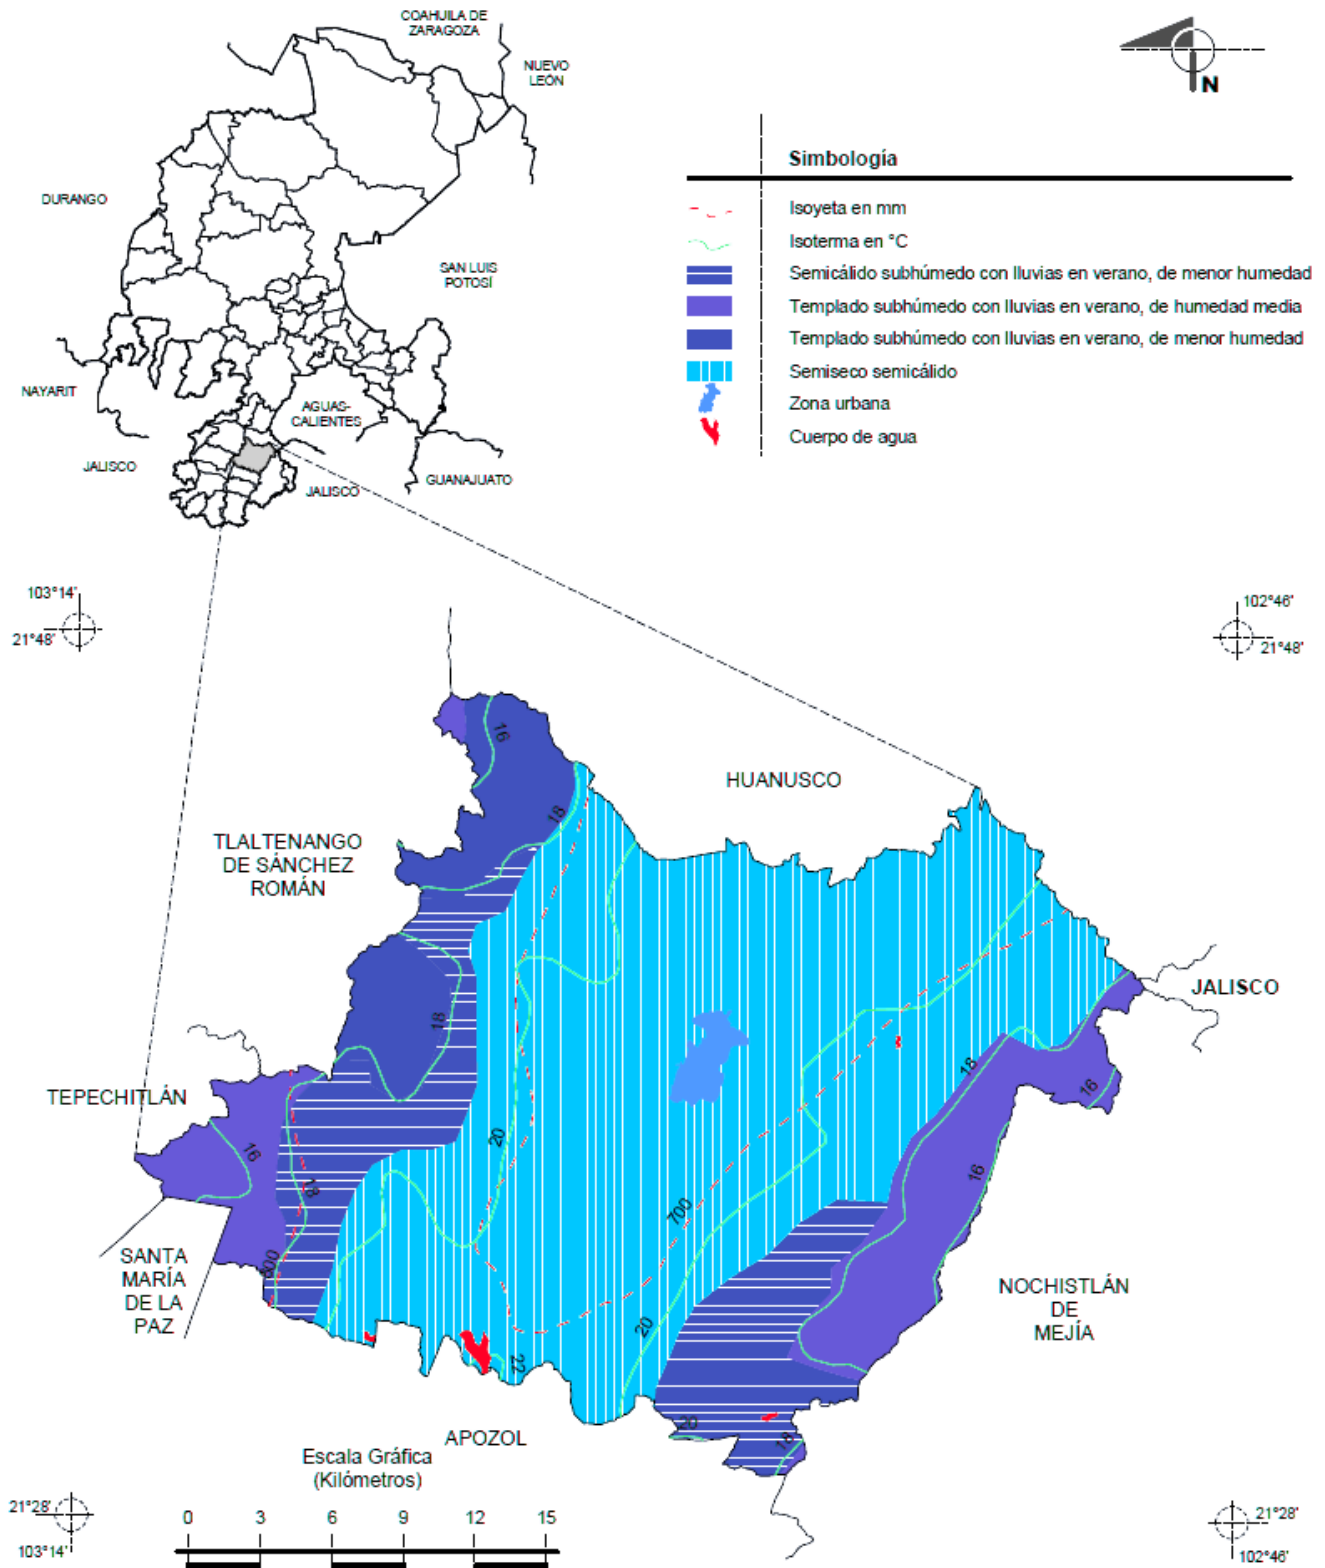 COAHUILA DE
ZARAGOZA
NUEVO
LEÓN
N
Simbología
DURANGO
Isoyeta en mm
Isoterma en °C
SAN LUIS
POTOSÍ
Semicálido subhúmedo con lluvias en verano, de menor humedad
Templado subhúmedo con lluvias en verano, de humedad media
Templado subhúmedo con lluvias en verano, de menor humedad
Semiseco semicálido
NAYARIT
Zona urbana
AGUAS-
CALIENTES
Cuerpo de agua
JALISCO
JALISCO
GUANAJUATO
103°14'
21°48'
102°46'
21°48'
16
HUANUSCO
18
TLALTENANGO
DE SÁNCHEZ
ROMÁN
JALISCO
18
18
16
TEPECHITLÁN
20
16
16
18
700
SANTA
MARÍA
DE LA
PAZ
NOCHISTLÁN
DE
MEJÍA
20
22
20
18
APOZOL
Escala Gráfica
(Kilómetros)
21°28'
103°14'
0 3 6 9 12 15
21°28'
102°46'